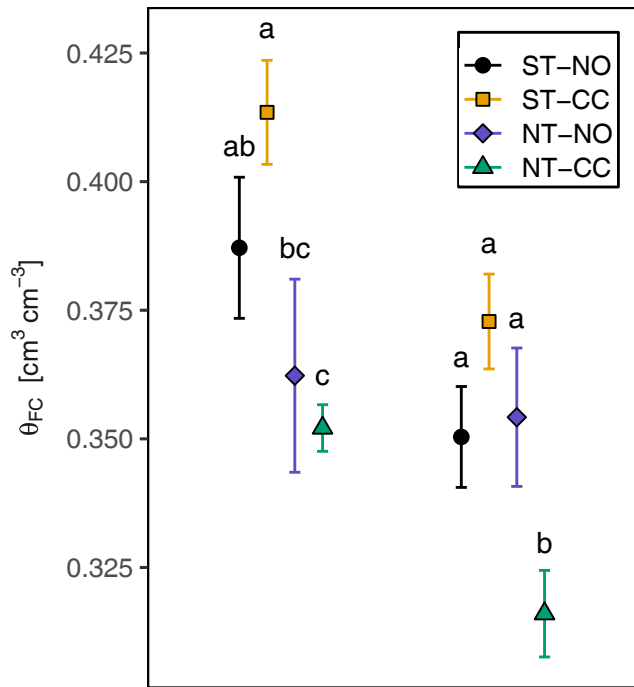 0.425
0.400
0.375
0.350
0.325
θFC [cm³ cm⁻³]
ST−NO
ST−CC
NT−NO
NT−CC
a
ab
bc
c
a
a
a
b